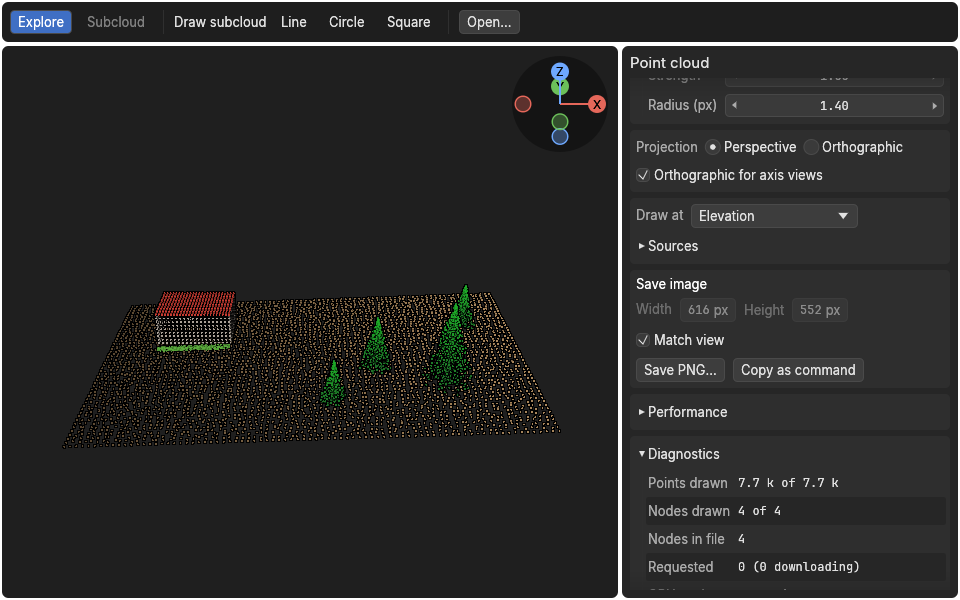 Explore Subcloud Draw subcloud Line Circle Square Open...
Z
Y
X
Point cloud
Radius (px) 1.40
Projection Perspective Orthographic
Orthographic for axis views
Draw at Elevation
Sources
Save image
Width 616 px Height 552 px
Match view
Save PNG... Copy as command
Performance
Diagnostics
Points drawn 7.7 k of 7.7 k
Nodes drawn 4 of 4
Nodes in file 4
Requested 0 (0 downloading)